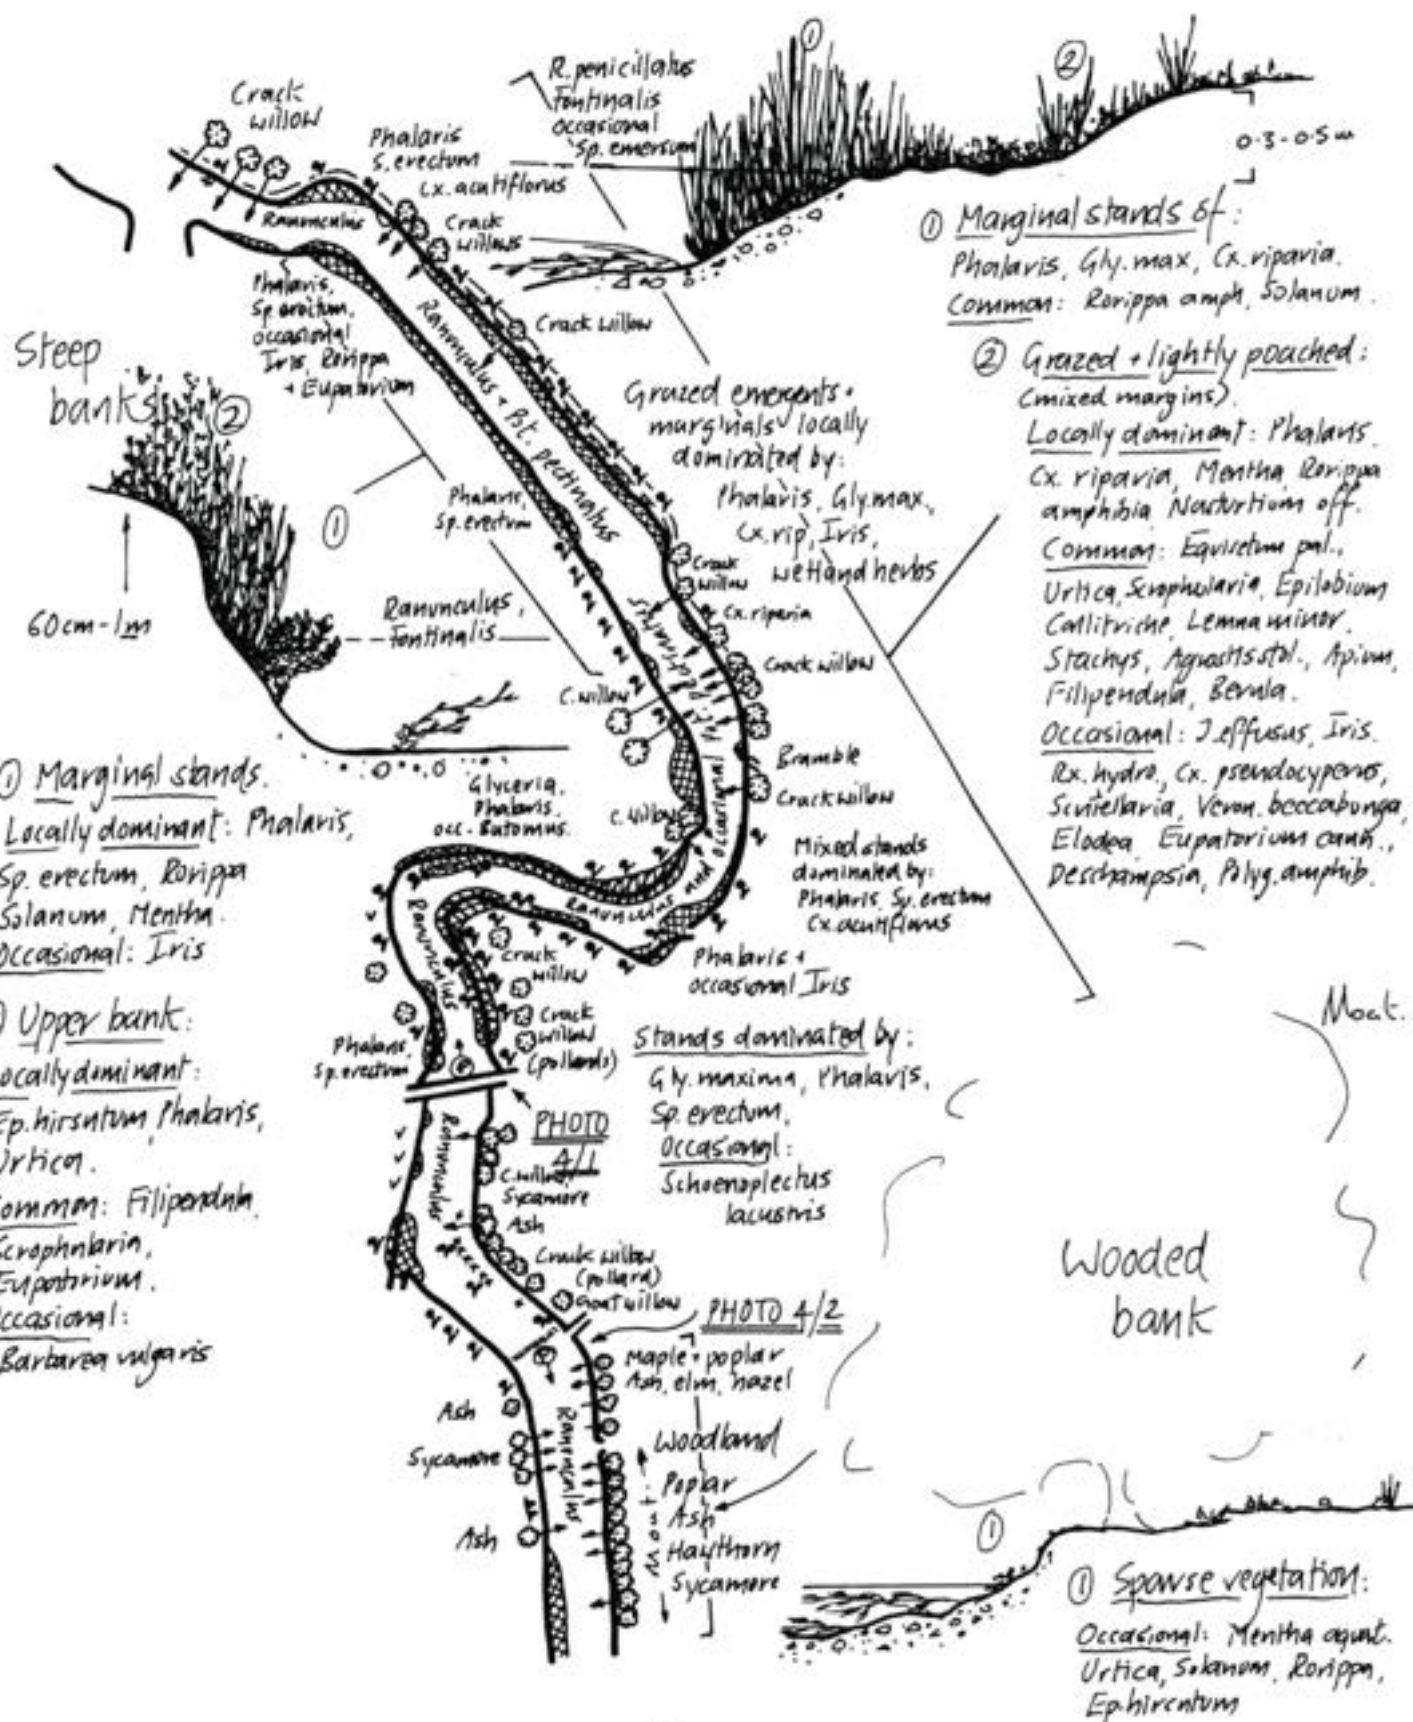 Crack
willow
Phalaris
S. erectum
Cx. acutiflorus
R. penicillatus
Fontinalis
occasional
Sp. emersum
①
②
0.3-0.5m
① Marginal stands of:
Phalaris, Gly. max, Cx. riparia.
Common: Rorippa amph, Solanum.
② Grazed + lightly poached:
(mixed margins).
Locally dominant: Phalaris.
Cx. riparia, Mentha, Rorippa
amphibia, Nasturtium off.
Common: Equisetum pal.,
Urtica, Scrophularia, Epilobium
Callitriche, Lemna minor.
Stachys, Agrostis stol., Apium,
Filipendula, Berula.
Occasional: J. effusus, Iris.
Rx. hydro., Cx. pseudocyperus,
Scutellaria, Veron. beccabunga,
Elodea, Eupatorium cann.,
Deschampsia, Polyg. amphib.
Ranunculus
Crack
willows
Crack willow
Phalaris,
Sp. erectum,
occasional
Iris, Rorippa
+ Eupatorium
Ranunculus + Pot. pectinatus
Steep
banks
②
①
60cm-1m
Phalaris,
Sp. erectum
Ranunculus,
Fontinalis
Grazed emergents +
marginals locally
dominated by:
Phalaris, Gly. max.,
Cx. rip, Iris,
wetland herbs
Crack
willow
Cx. riparia
Crack willow
C. willow
Bramble
Crack willow
Glyceria,
Phalaris,
occ. Butomus.
C. willow
Ranunculus and occasional
Mixed stands
dominated by:
Phalaris, Sp. erectum
Cx. acutiflorus
Phalaris +
occasional Iris
① Marginal stands.
Locally dominant: Phalaris,
Sp. erectum, Rorippa
Solanum, Mentha.
Occasional: Iris
Upper bank:
Locally dominant:
Ep. hirsutum, Phalaris,
Urtica.
Common: Filipendula,
Scrophularia,
Eupatorium.
Occasional:
Barbarea vulgaris
Ranunculus
Crack
willow
Crack
willow
(pollards)
Phalaris,
Sp. erectum
PHOTO
4/1
Stands dominated by:
Gly. maxima, Phalaris,
Sp. erectum,
Occasional:
Schoenoplectus
lacustris
Ranunculus
C. willow,
Sycamore
Ash
Crack willow
(pollard)
Goat willow
PHOTO 4/2
Maple + poplar
Ash, elm, hazel
Ash
Sycamore
Ash
Ranunculus
Woodland
Poplar
Ash
Hawthorn
Sycamore
Moat
Moat.
Wooded
bank
①
① Sparse vegetation:
Occasional: Mentha aquat.
Urtica, Solanum, Rorippa,
Ep. hirsutum